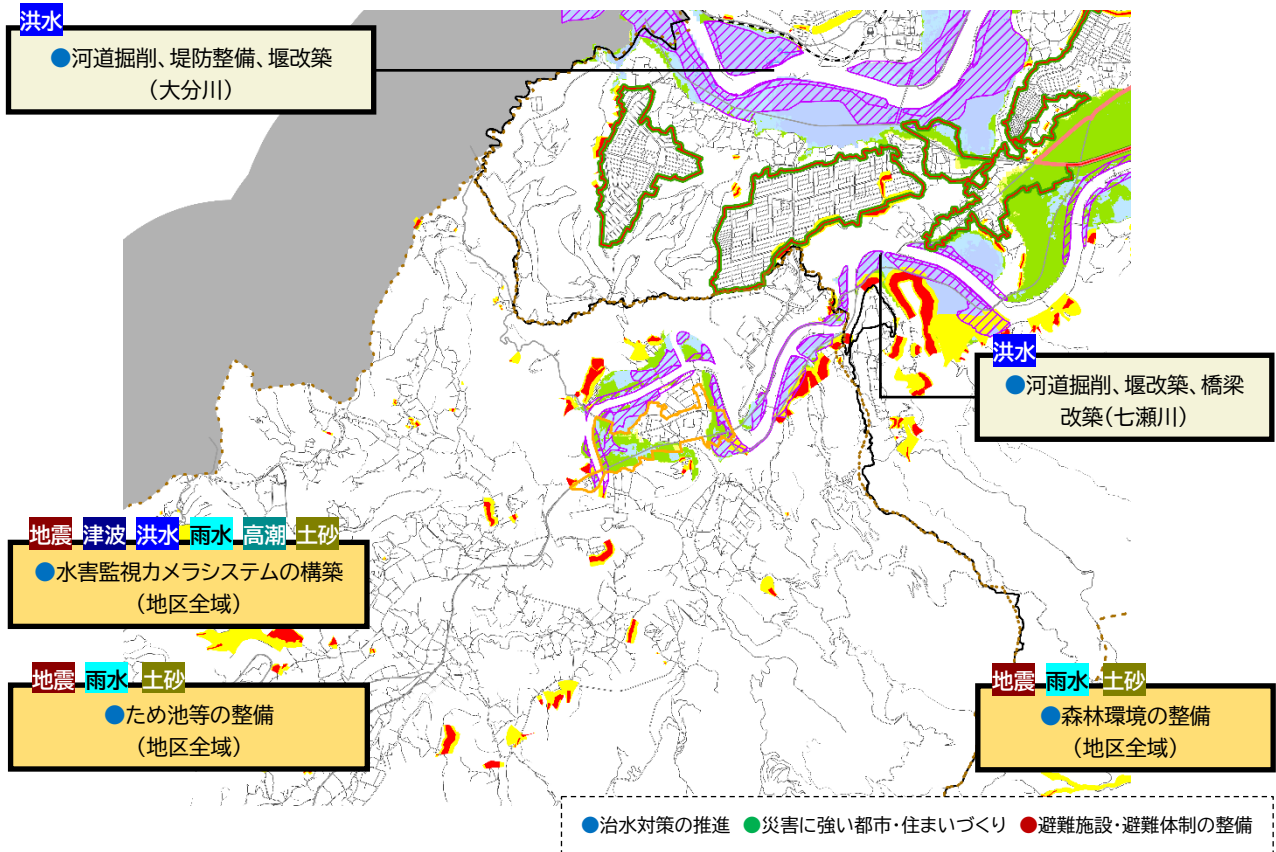 洪水
●河道掘削、堤防整備、堰改築
(大分川)
洪水
●河道掘削、堰改築、橋梁
改築(七瀬川)
地震 津波 洪水 雨水 高潮 土砂
●水害監視カメラシステムの構築
(地区全域)
地震 雨水 土砂
●ため池等の整備
(地区全域)
地震 雨水 土砂
●森林環境の整備
(地区全域)
●治水対策の推進 ●災害に強い都市・住まいづくり ●避難施設・避難体制の整備